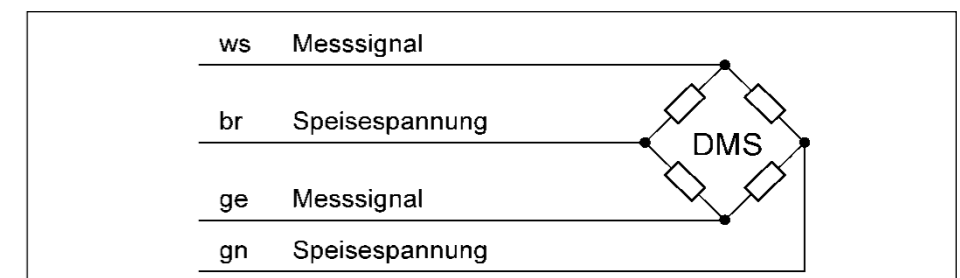 ws Messsignal
br Speisespannung
DMS
ge Messsignal
gn Speisespannung